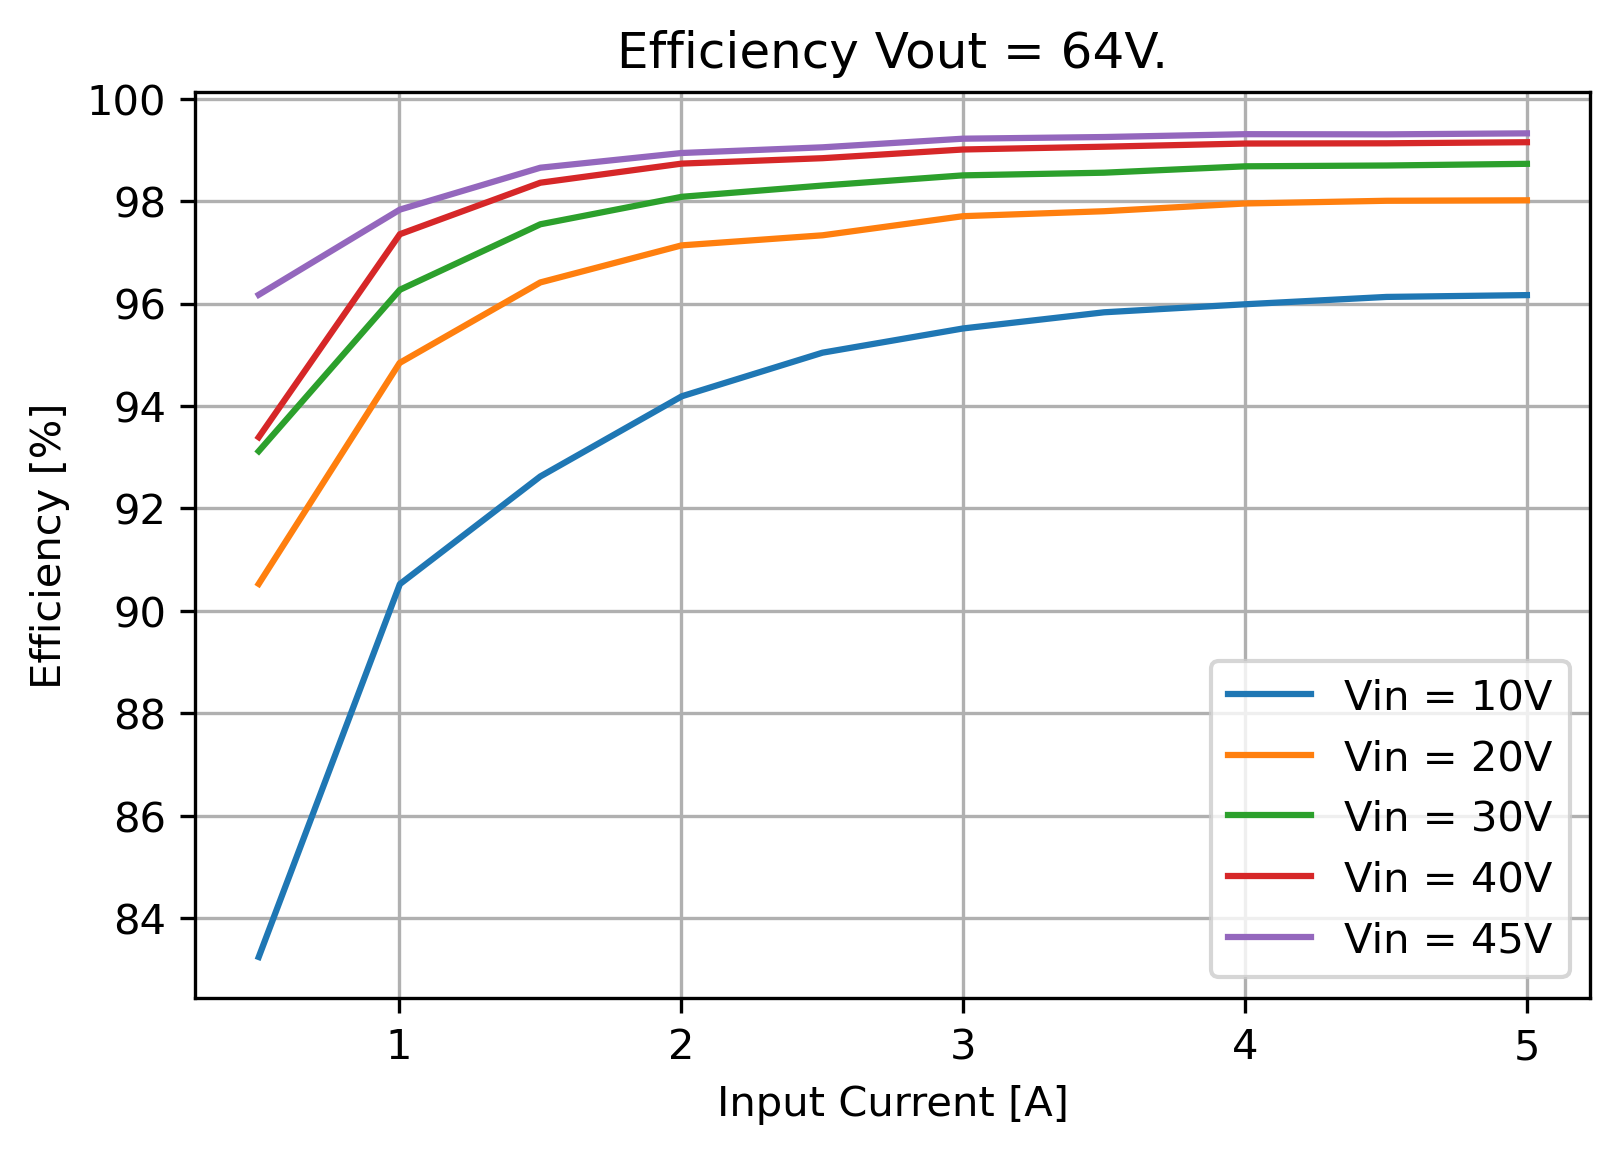 Efficiency Vout = 64V.
100
98
96
94
92
90
88
86
84
Efficiency [%]
Vin = 10V
Vin = 20V
Vin = 30V
Vin = 40V
Vin = 45V
1 2 3 4 5
Input Current [A]